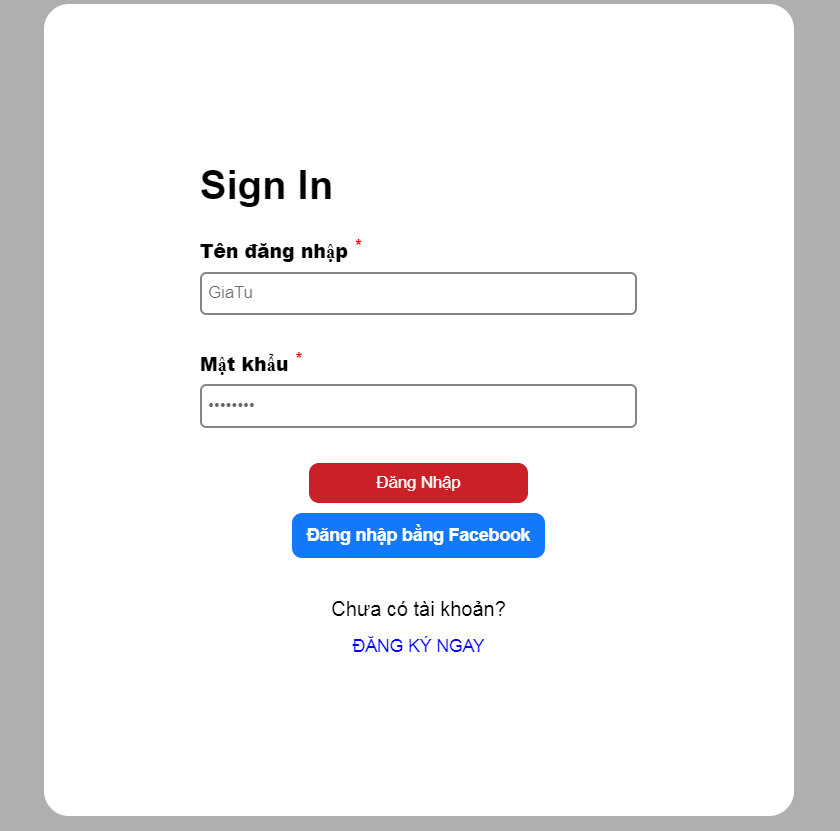 Sign In
Tên đăng nhập *
GiaTu
Mật khẩu *
••••••••
Đăng Nhập
Đăng nhập bằng Facebook
Chưa có tài khoản?
ĐĂNG KÝ NGAY